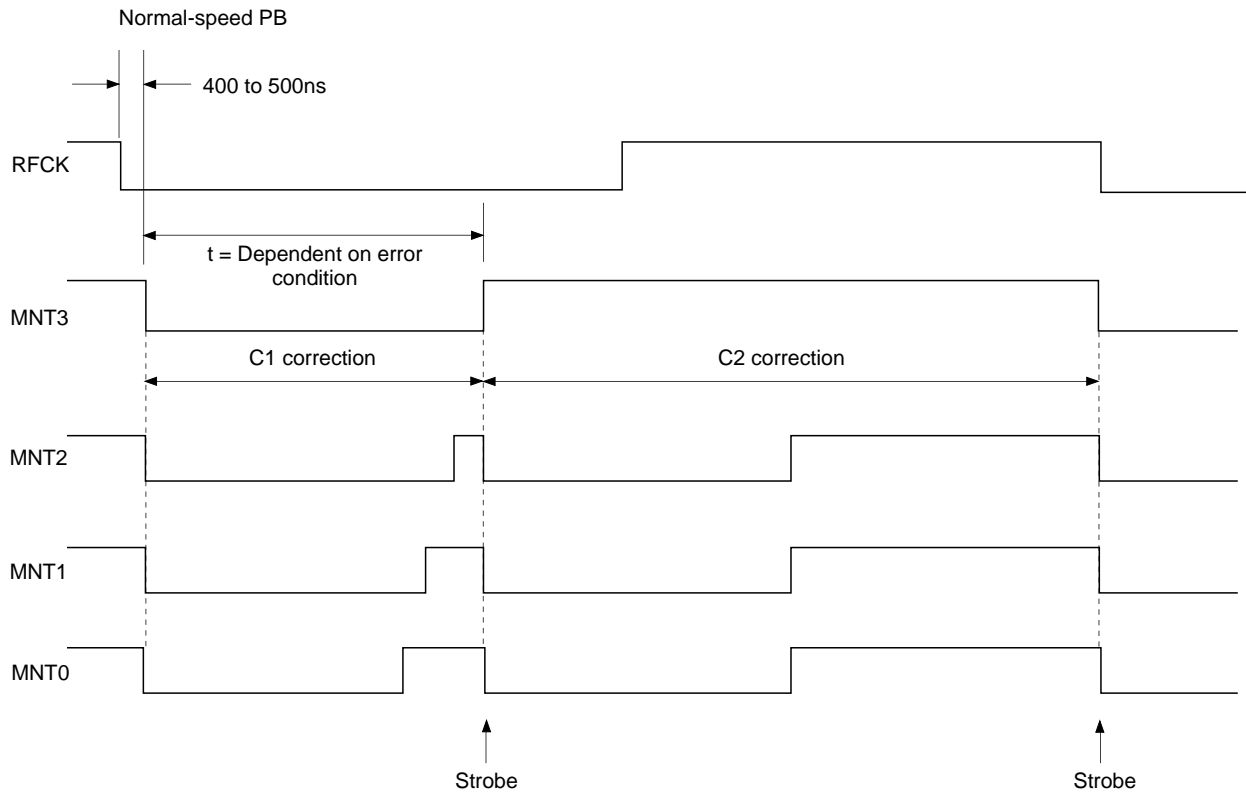 Normal-speed PB
400 to 500ns
RFCK
t = Dependent on error
condition
MNT3
C1 correction
C2 correction
MNT2
MNT1
MNT0
Strobe
Strobe